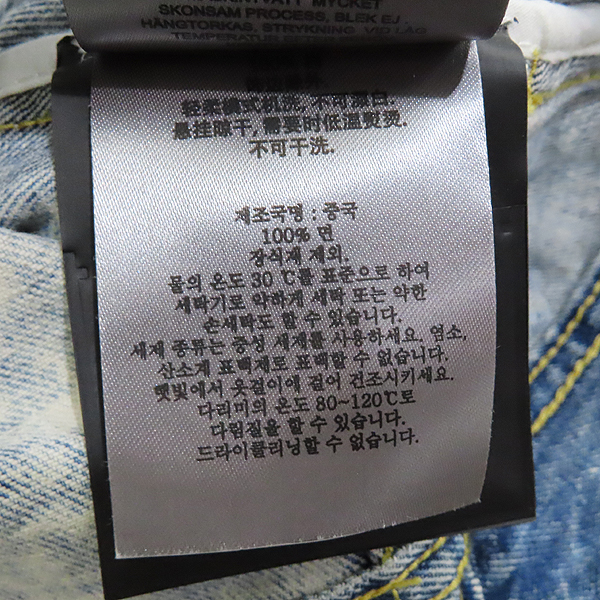 MYCKET
SKONSAM PROCESS, BLEK EJ.
HÄNGTORKAS, STRYKNING VID LÅG
轻柔模式机洗,不可漂白.
悬挂晾干,需要时低温熨烫.
不可干洗.
제조국명 : 중국
100% 면
장식재 제외.
물의 온도 30 ℃를 표준으로 하여
세탁기로 약하게 세탁 또는 약한
손세탁도 할 수 있습니다.
세제 종류는 중성 세제를 사용하세요. 염소,
산소계 표백제로 표백할 수 없습니다.
햇빛에서 옷걸이에 걸어 건조시키세요.
다리미의 온도 80~120℃로
다림질을 할 수 있습니다.
드라이클리닝할 수 없습니다.